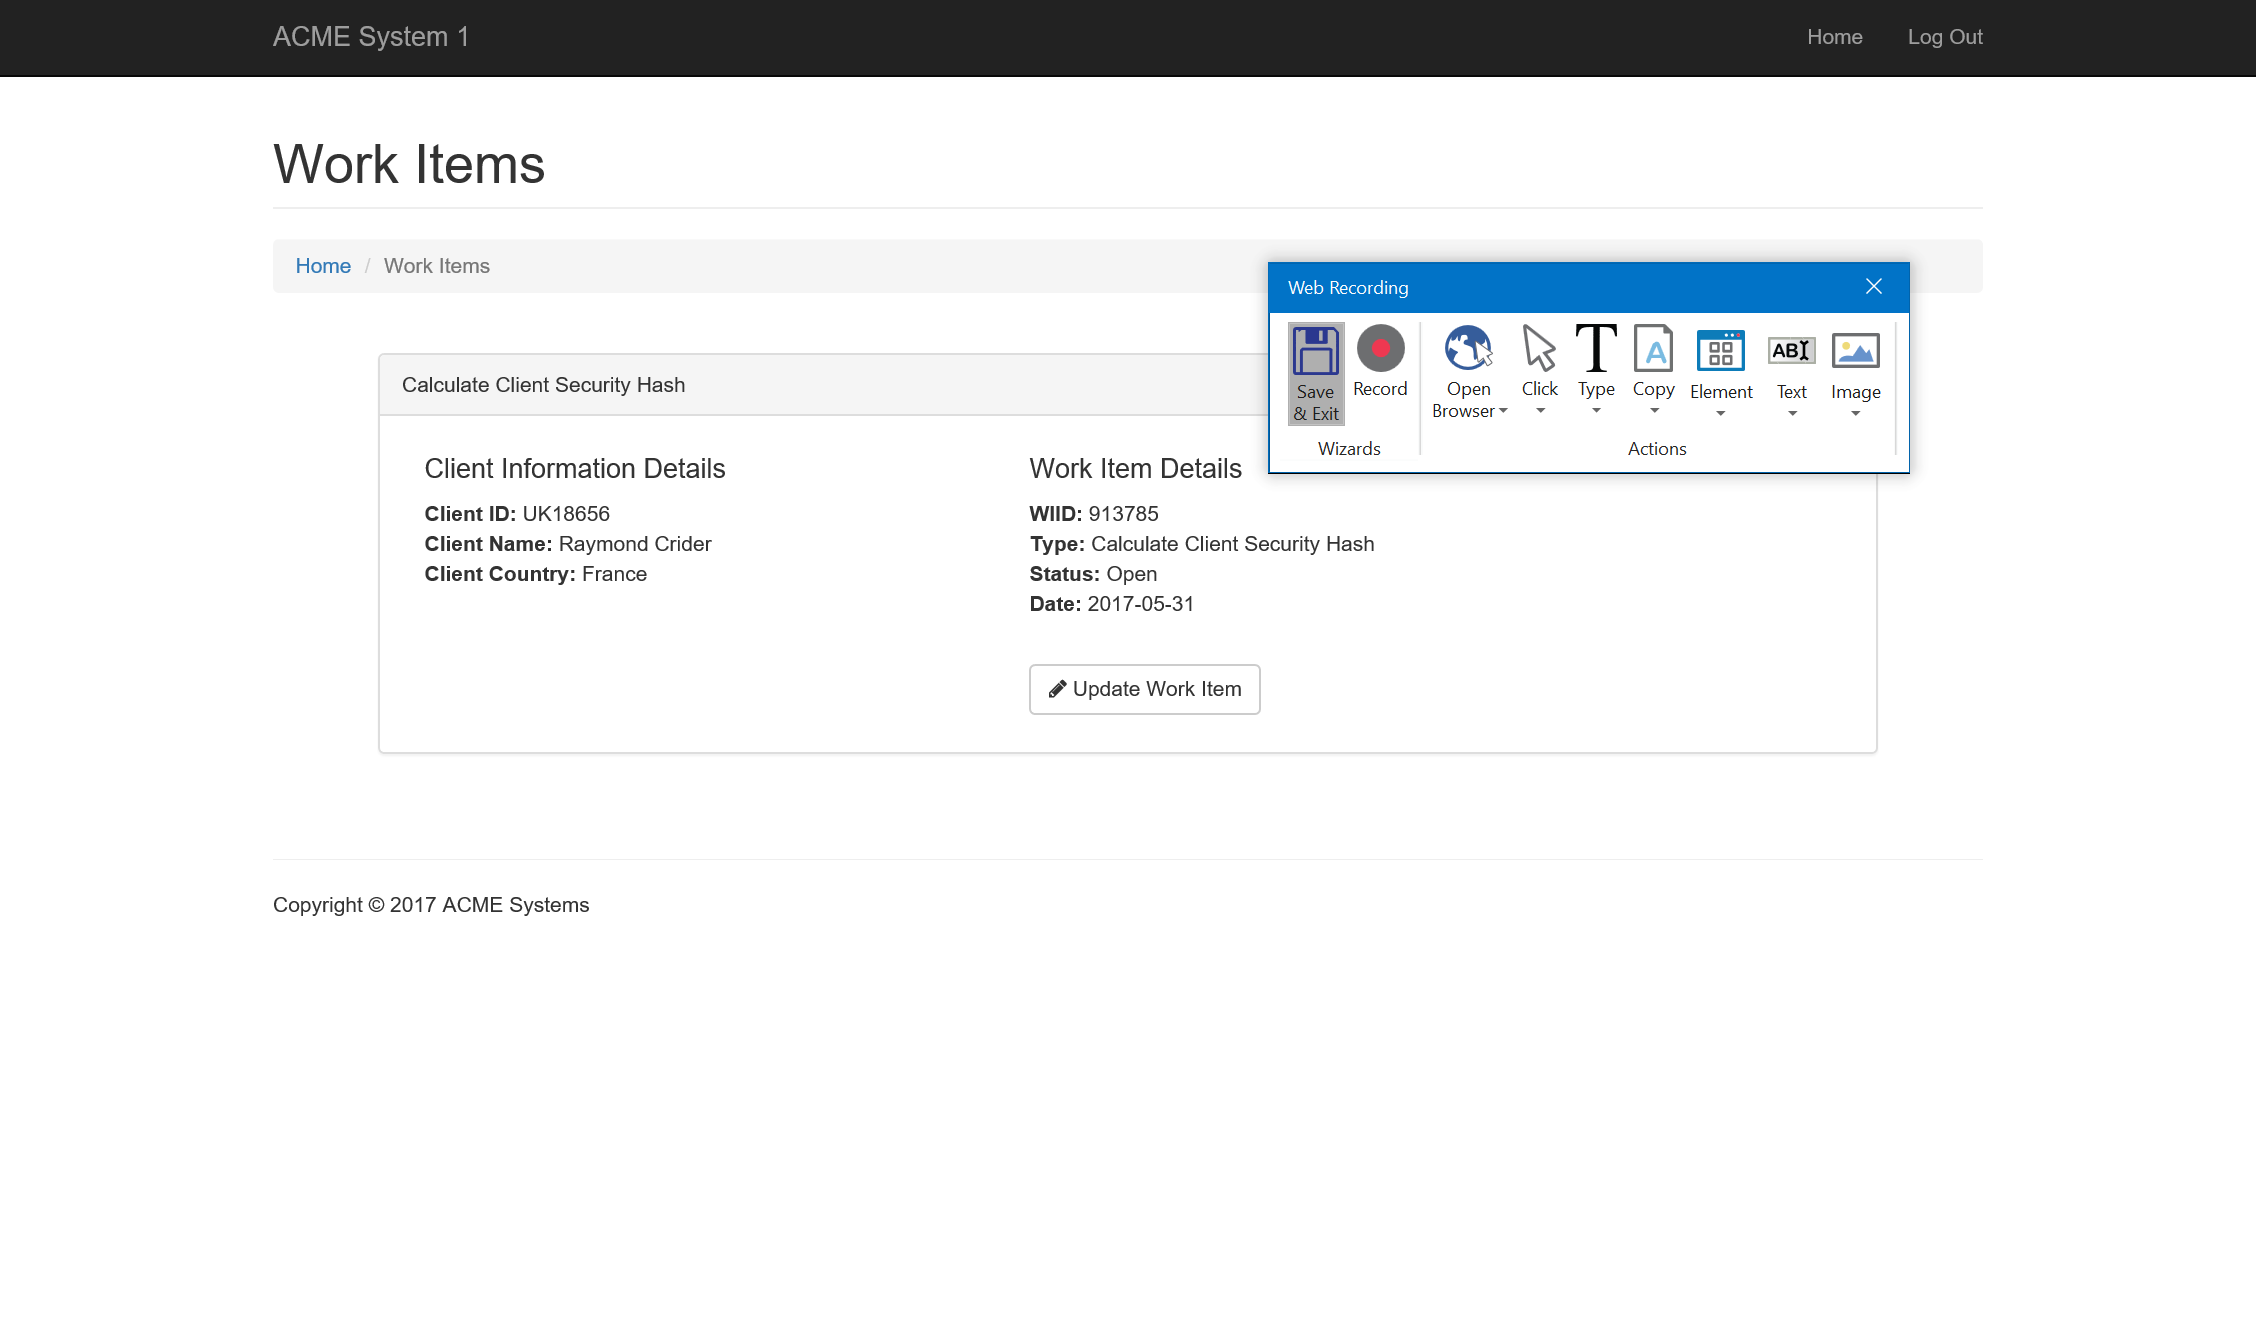 ACME System 1 Home Log Out
Work Items
Home / Work Items
Web Recording
Save & Exit
Record
Open Browser
Click
Type
Copy
Element
Text
Image
Wizards
Actions
Calculate Client Security Hash
Client Information Details
Client ID: UK18656
Client Name: Raymond Crider
Client Country: France
Work Item Details
WIID: 913785
Type: Calculate Client Security Hash
Status: Open
Date: 2017-05-31
Update Work Item
Copyright © 2017 ACME Systems